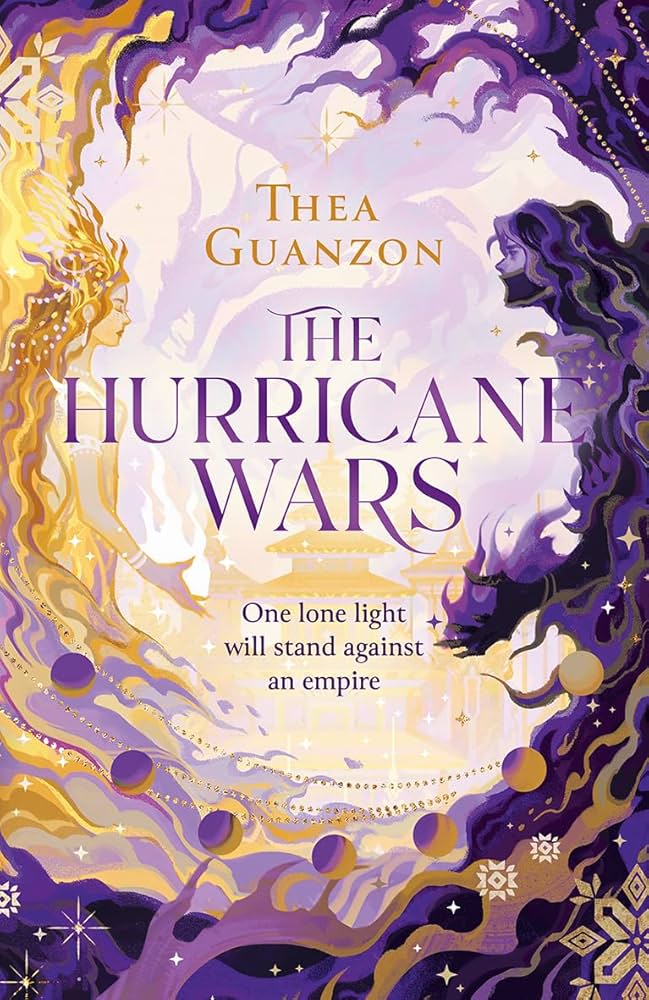 THEA
GUANZON
THE
HURRICANE
WARS
One lone light
will stand against
an empire